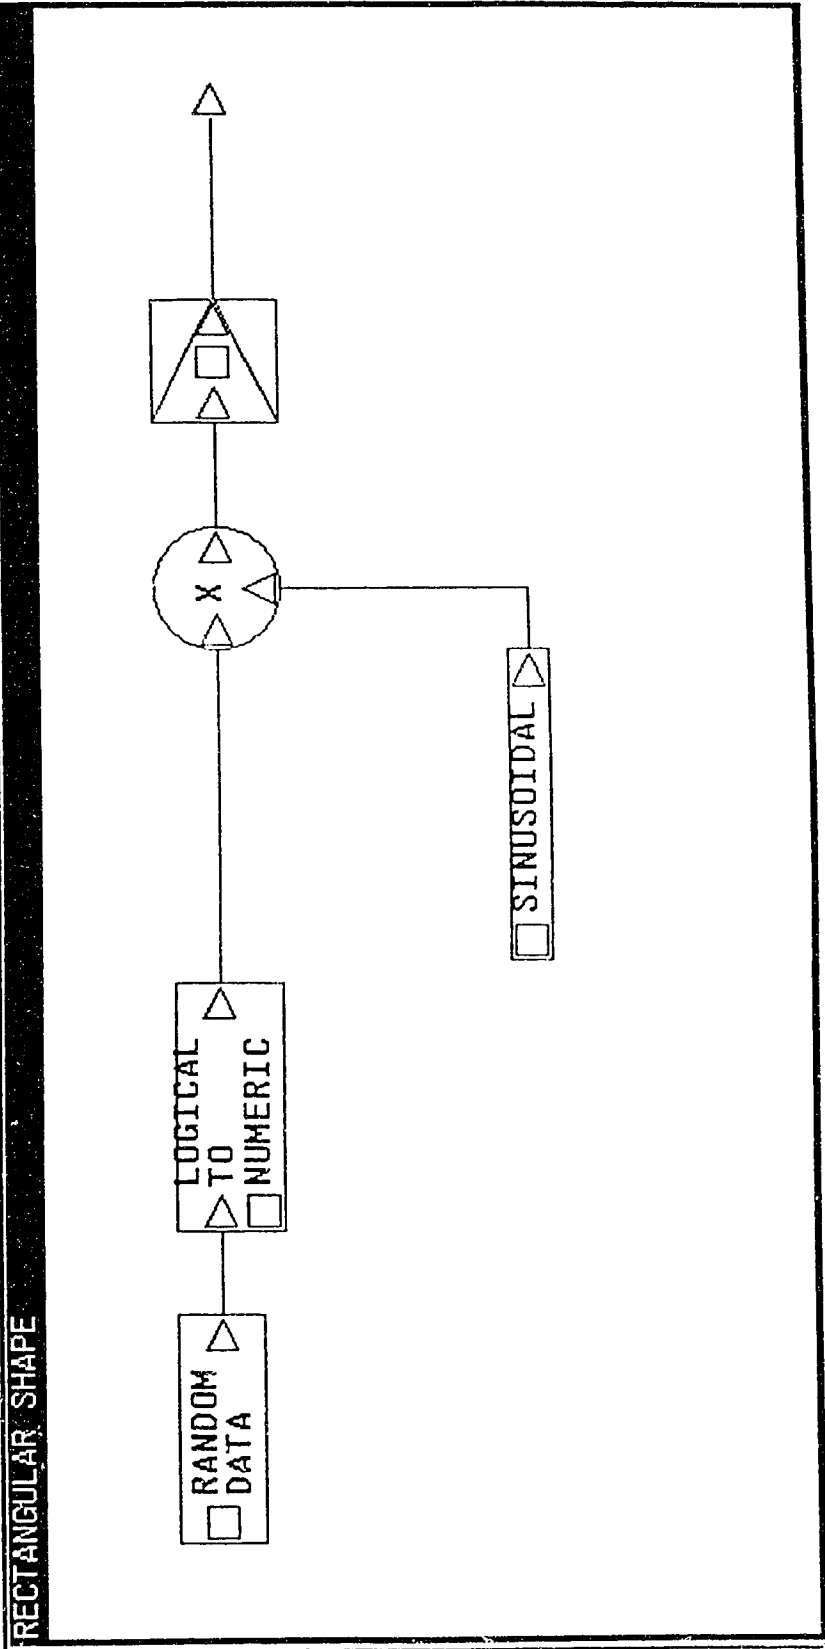 RECTANGULAR SHAPE
RANDOM
DATA
LOGICAL
TO
NUMERIC
X
SINUSOIDAL